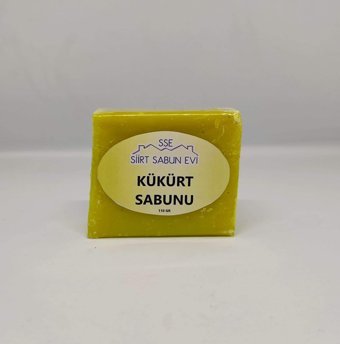 SSE
SİİRT SABUN EVİ
KÜKÜRT
SABUNU
110 GR